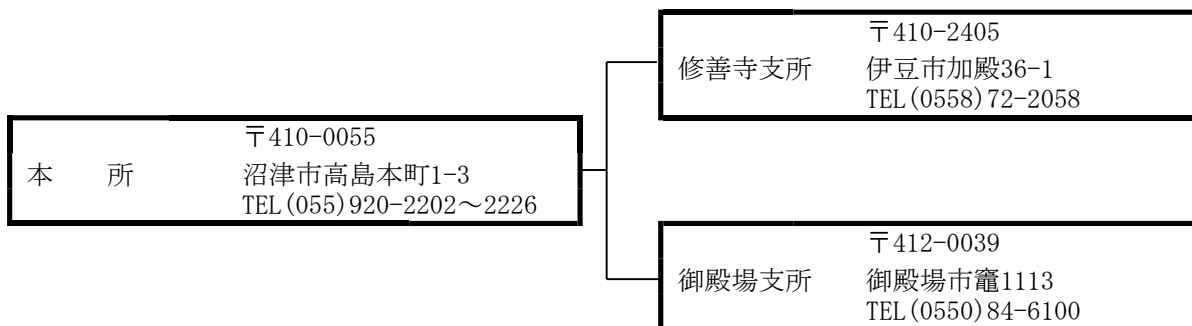 〒410-0055
本　　所　沼津市高島本町1-3
TEL(055)920-2202～2226
〒410-2405
修善寺支所　伊豆市加殿36-1
TEL(0558)72-2058
〒412-0039
御殿場支所　御殿場市竈1113
TEL(0550)84-6100